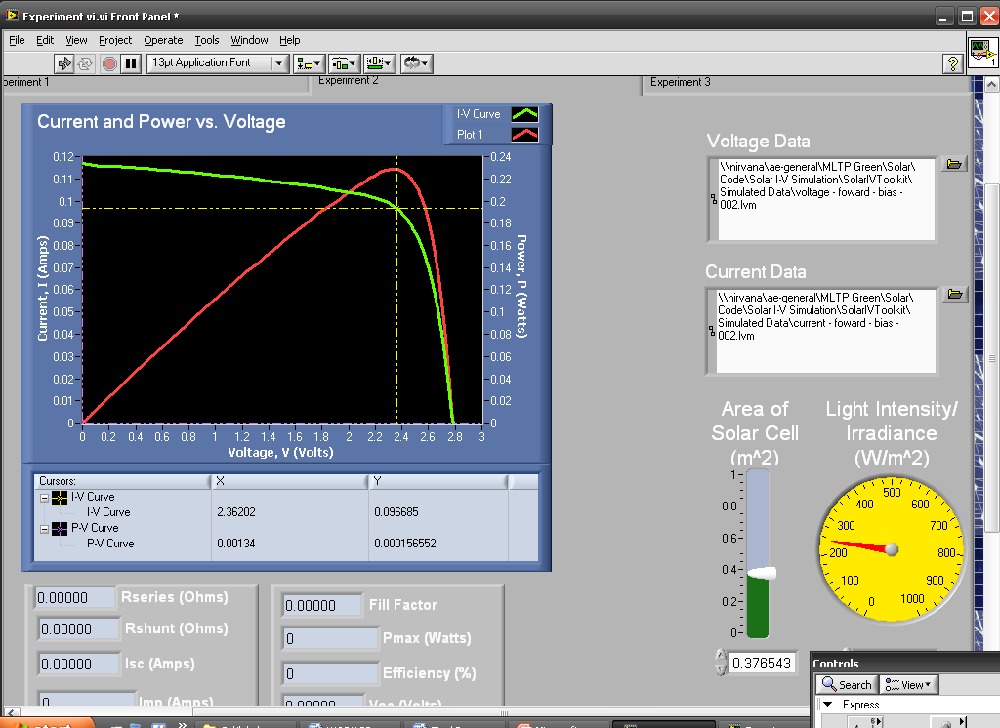 Experiment vi.vi Front Panel *
File Edit View Project Operate Tools Window Help
13pt Application Font
?
1
periment 1
Experiment 2
Experiment 3
Current and Power vs. Voltage
I-V Curve
Plot 1
0.12
0.11
0.1
0.09
0.08
0.07
0.06
0.05
0.04
0.03
0.02
0.01
0
Current, I (Amps)
0.24
0.22
0.2
0.18
0.16
0.14
0.12
0.1
0.08
0.06
0.04
0.02
0
Power, P (Watts)
0 0.2 0.4 0.6 0.8 1 1.2 1.4 1.6 1.8 2 2.2 2.4 2.6 2.8 3
Voltage, V (Volts)
Cursors: X Y
I-V Curve
I-V Curve 2.36202 0.096685
P-V Curve
P-V Curve 0.00134 0.000156552
0.00000 Rseries (Ohms)
0.00000 Rshunt (Ohms)
0.00000 Isc (Amps)
0 Imp (Amps)
0.00000 Fill Factor
0 Pmax (Watts)
0 Efficiency (%)
0.00000 Voc (Volts)
Voltage Data
\\nirvana\ae-general\MLTP Green\Solar\
Code\Solar I-V Simulation\SolarIVToolkit\
Simulated Data\voltage - foward - bias -
002.lvm
Current Data
\\nirvana\ae-general\MLTP Green\Solar\
Code\Solar I-V Simulation\SolarIVToolkit\
Simulated Data\current - foward - bias -
002.lvm
Area of
Solar Cell
(m^2)
1
0.8
0.6
0.4
0.2
0
0.376543
Light Intensity/
Irradiance
(W/m^2)
0
100
200
300
400
500
600
700
800
900
1000
Controls
Search View
Express
start